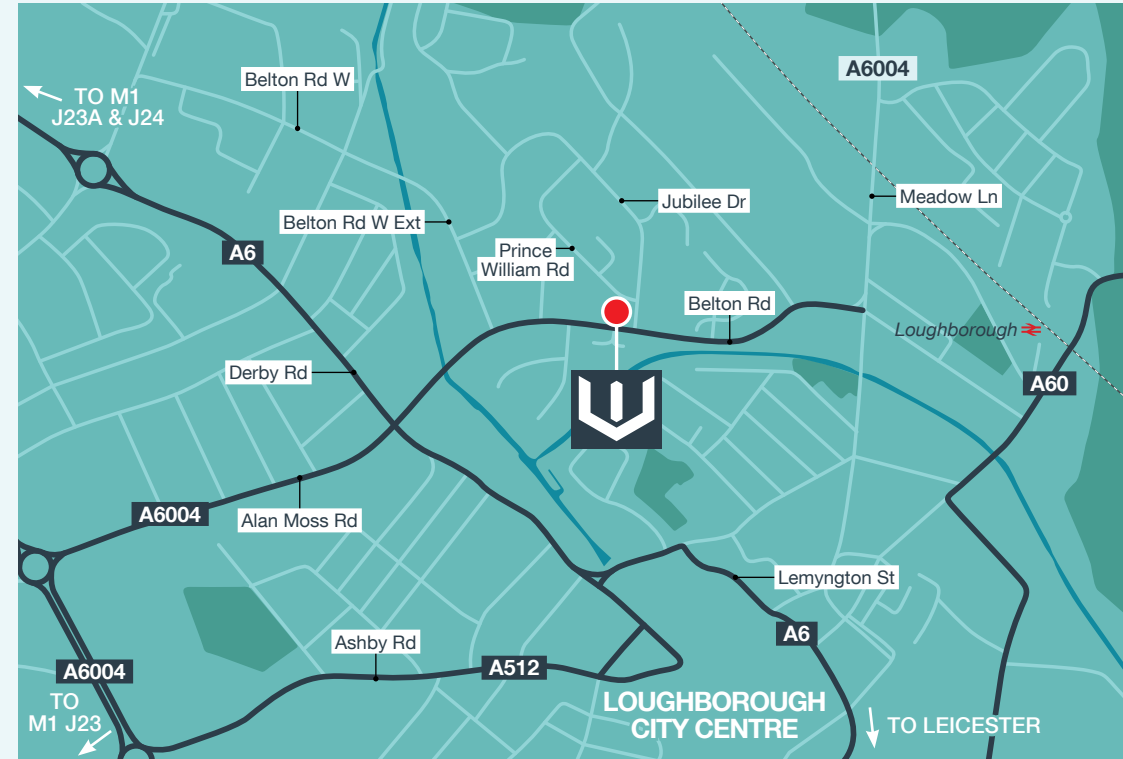 A6004
Belton Rd W
TO M1
J23A & J24
Jubilee Dr
Meadow Ln
Belton Rd W Ext
A6
Prince
William Rd
Belton Rd
Loughborough
Derby Rd
A60
A6004
Alan Moss Rd
Lemyngton St
A6
Ashby Rd
A512
A6004
TO
M1 J23
LOUGHBOROUGH
CITY CENTRE
TO LEICESTER